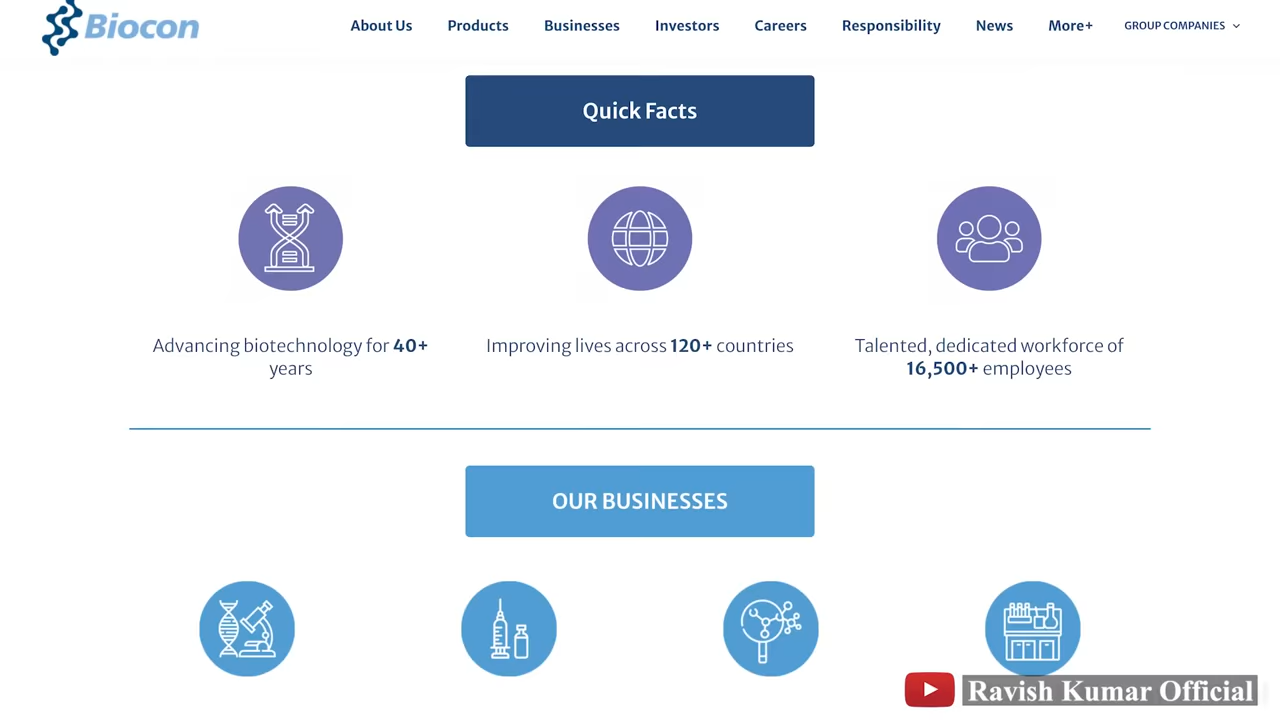 Biocon
About Us Products Businesses Investors Careers Responsibility News More+ GROUP COMPANIES
Quick Facts
Advancing biotechnology for 40+
years
Improving lives across 120+ countries
Talented, dedicated workforce of
16,500+ employees
OUR BUSINESSES
Ravish Kumar Official